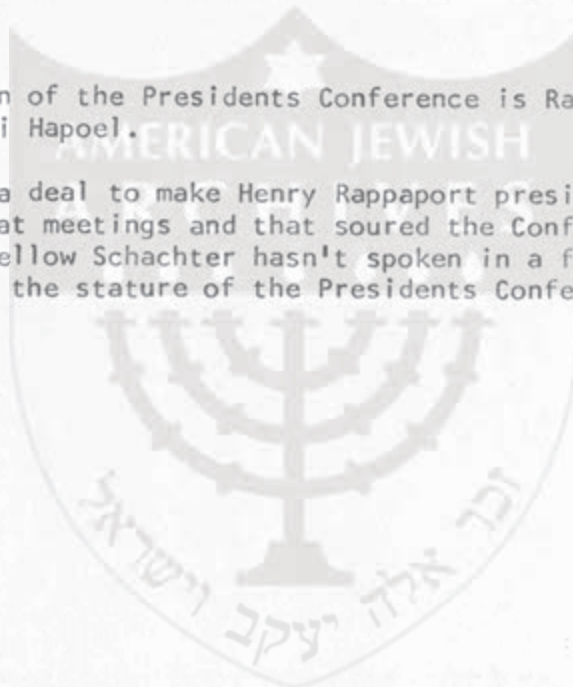 n of the Presidents Conference is Ra
i Hapoel.
AMERICAN JEWISH
ARCHIVES
a deal to make Henry Rappaport presi
at meetings and that soured the Conf
ellow Schachter hasn't spoken in a f
the stature of the Presidents Confe
זכר אלה יעקב וישראל